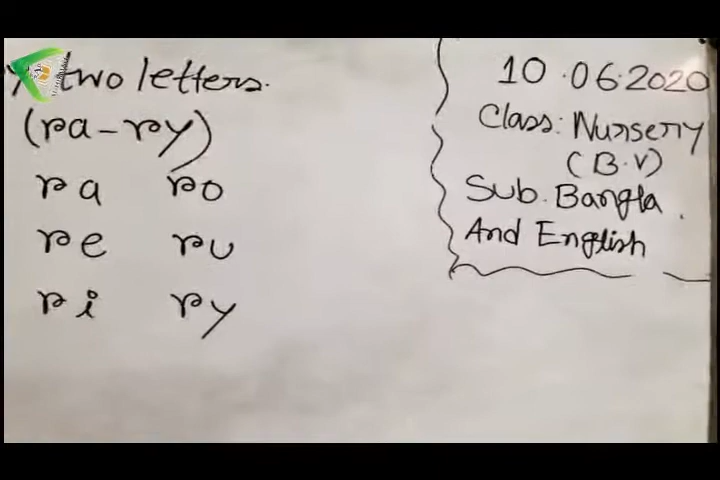 two letters.
(ra - ry)
ra ro
re ru
ri ry
10.06.2020
Class: Nursery
(B.V)
Sub. Bangla
And English